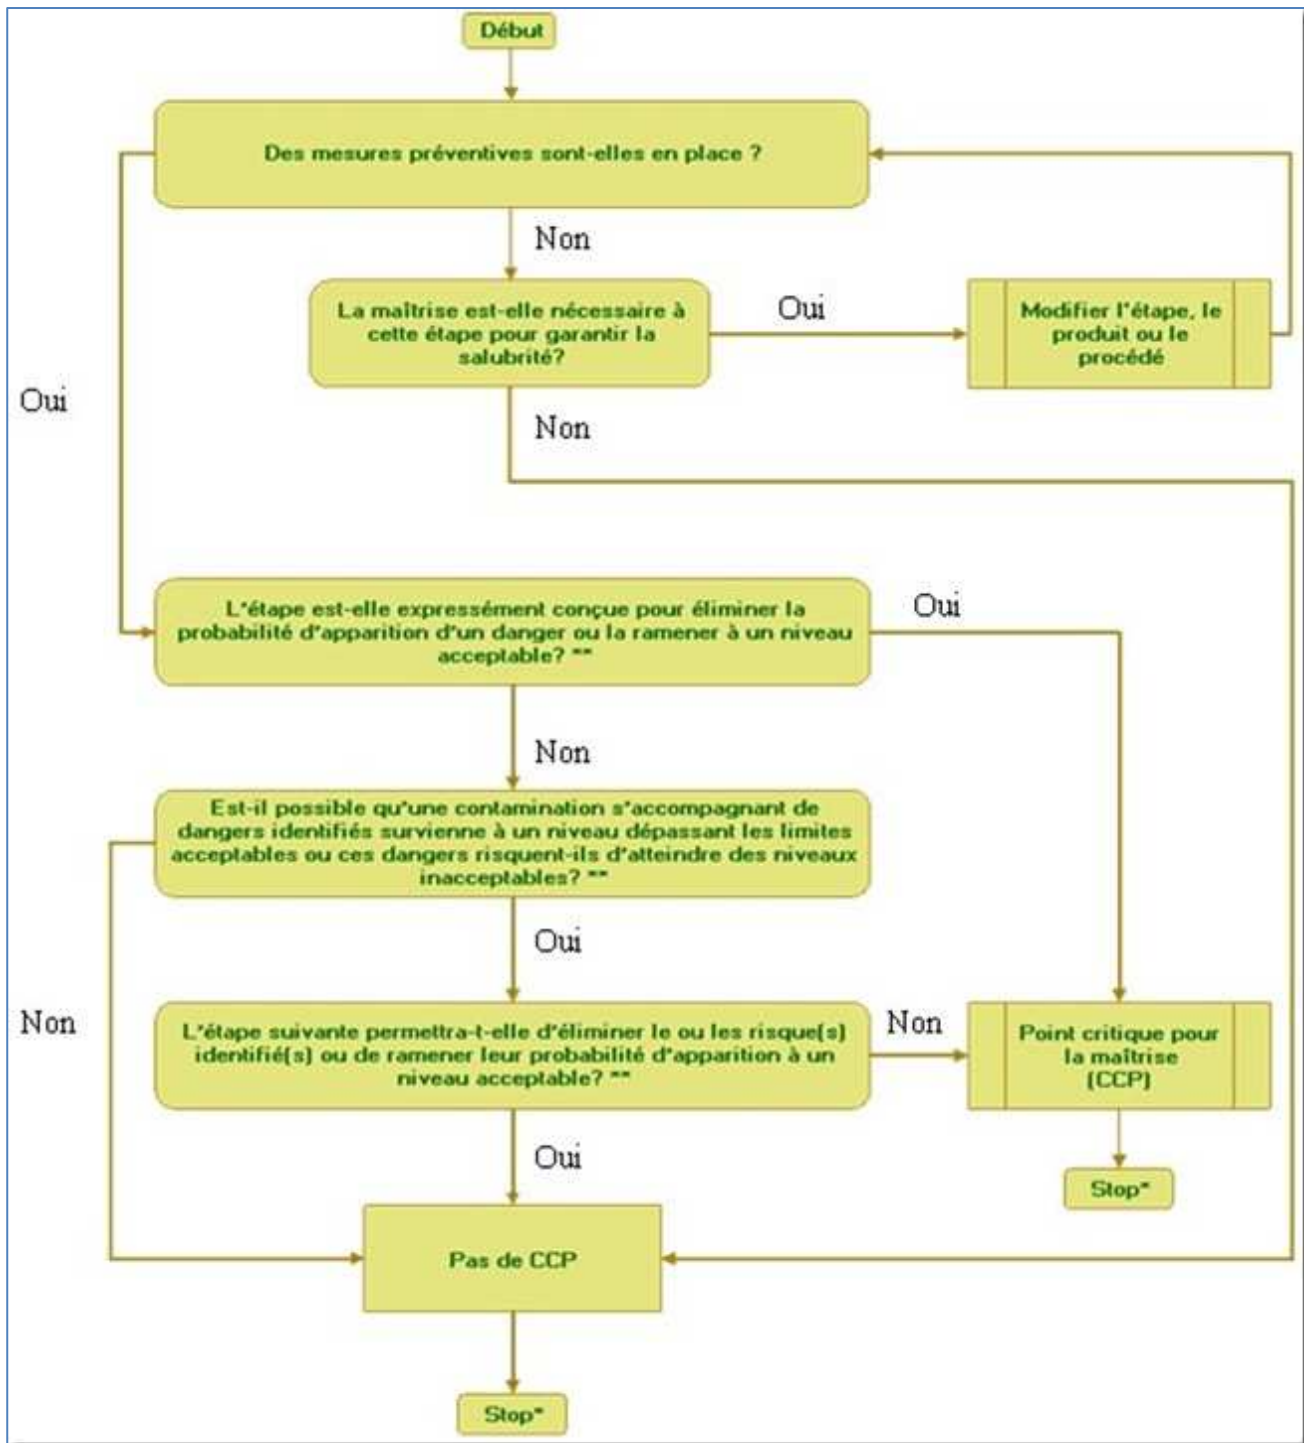 Début
Des mesures préventives sont-elles en place ?
Non
La maîtrise est-elle nécessaire à
cette étape pour garantir la
salubrité?
Oui
Modifier l'étape, le
produit ou le
procédé
Oui
Non
L'étape est-elle expressément conçue pour éliminer la
probabilité d'apparition d'un danger ou la ramener à un niveau
acceptable? **
Oui
Non
Est-il possible qu'une contamination s'accompagnant de
dangers identifiés survienne à un niveau dépassant les limites
acceptables ou ces dangers risquent-ils d'atteindre des niveaux
inacceptables? **
Oui
Non
L'étape suivante permettra-t-elle d'éliminer le ou les risque(s)
identifié(s) ou de ramener leur probabilité d'apparition à un
niveau acceptable? **
Non
Point critique pour
la maîtrise
(CCP)
Oui
Stop*
Pas de CCP
Stop*